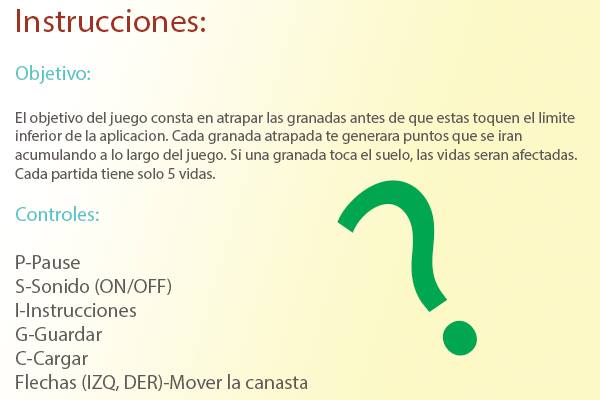 Instrucciones:
Objetivo:
El objetivo del juego consta en atrapar las granadas antes de que estas toquen el limite
inferior de la aplicacion. Cada granada atrapada te generara puntos que se iran
acumulando a lo largo del juego. Si una granada toca el suelo, las vidas seran afectadas.
Cada partida tiene solo 5 vidas.
Controles:
P-Pause
S-Sonido (ON/OFF)
I-Instrucciones
G-Guardar
C-Cargar
Flechas (IZQ, DER)-Mover la canasta
?